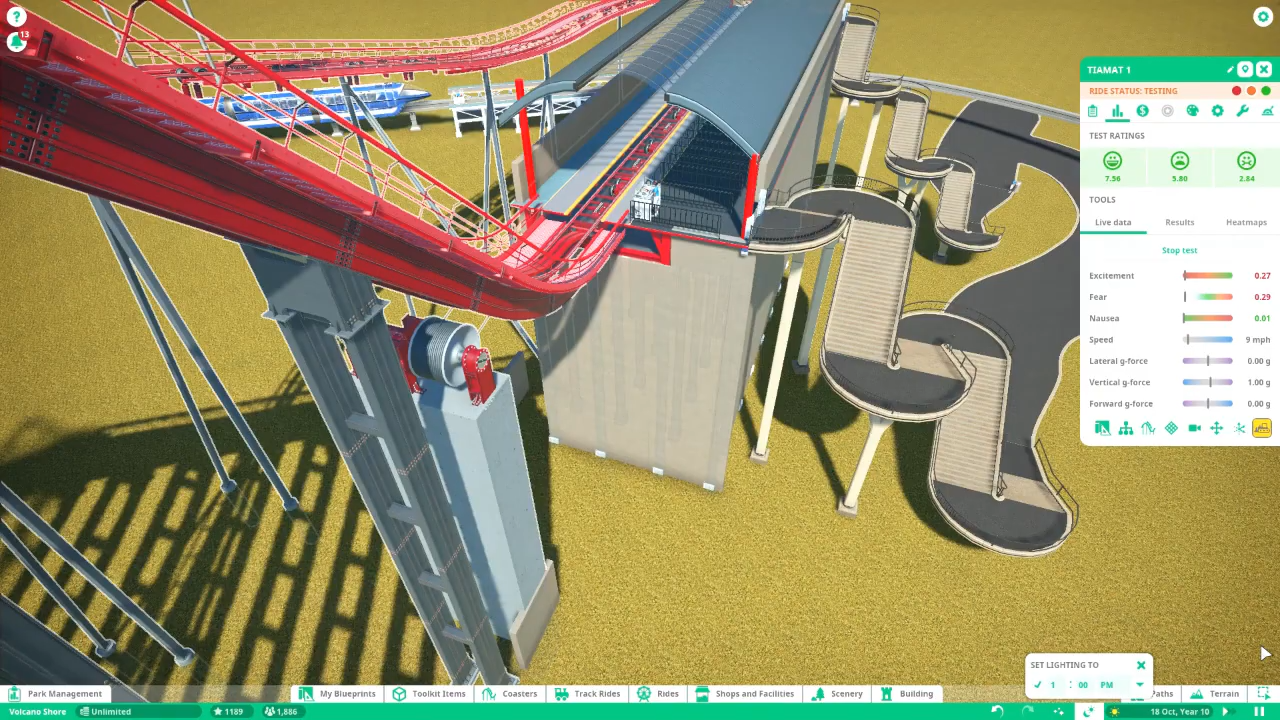 ?
13
TIAMAT 1
RIDE STATUS: TESTING
TEST RATINGS
7.56 5.80 2.84
TOOLS
Live data Results Heatmaps
Stop test
Excitement 0.27
Fear 0.29
Nausea 0.01
Speed 9 mph
Lateral g-force 0.00 g
Vertical g-force 1.00 g
Forward g-force 0.00 g
SET LIGHTING TO
1 : 00 PM
Park Management My Blueprints Toolkit Items Coasters Track Rides Rides Shops and Facilities Scenery Building Paths Terrain
Volcano Shore Unlimited 1189 1,886 18 Oct, Year 10